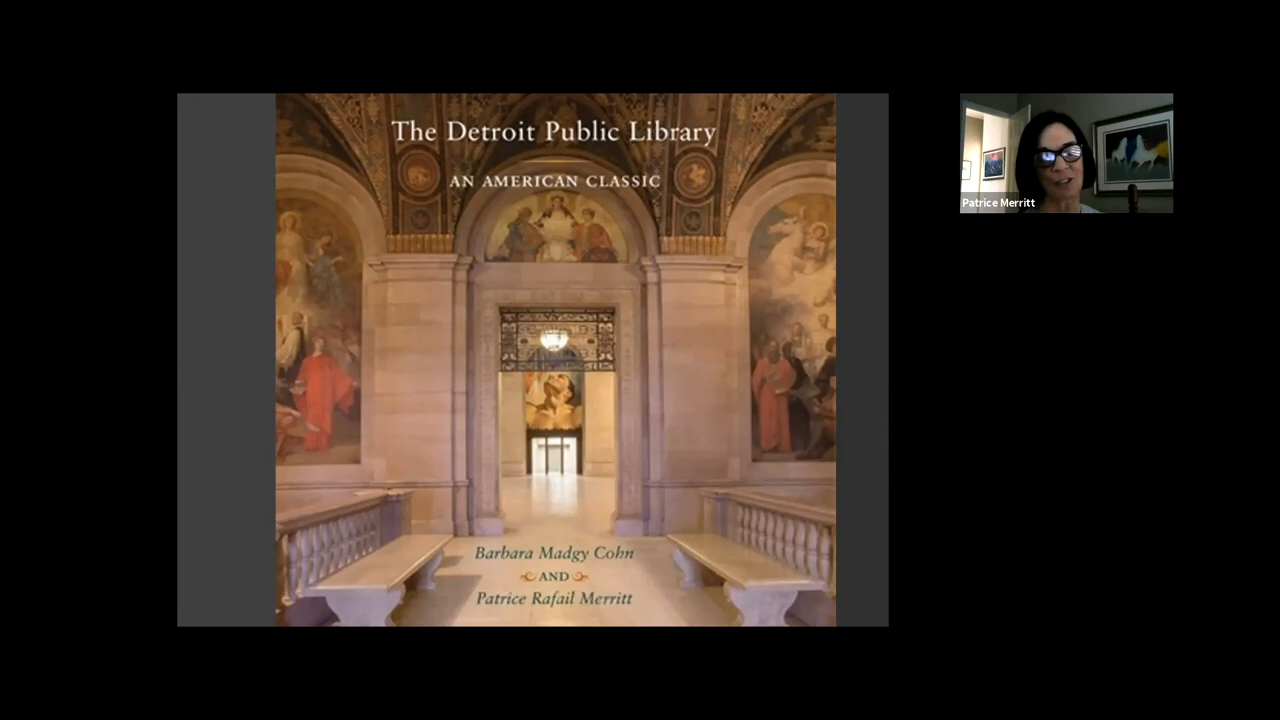 The Detroit Public Library
AN AMERICAN CLASSIC
Barbara Madgy Cohn
AND
Patrice Rafail Merritt
Patrice Merritt